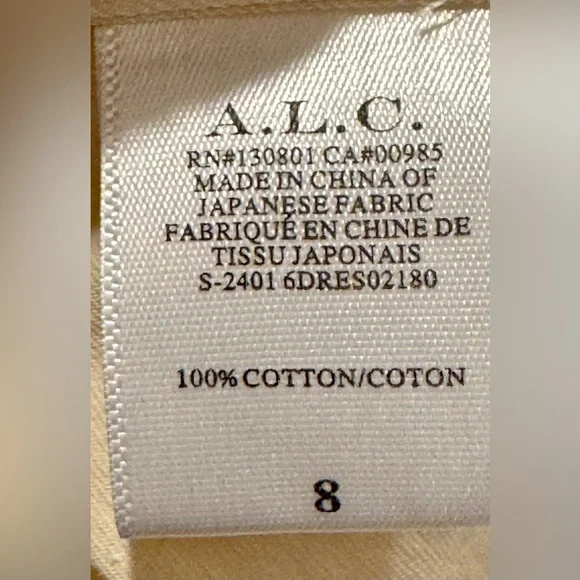 A.L.C.
RN#130801 CA#00985
MADE IN CHINA OF
JAPANESE FABRIC
FABRIQUÉ EN CHINE DE
TISSU JAPONAIS
S-2401 6DRES02180
100% COTTON/COTON
8